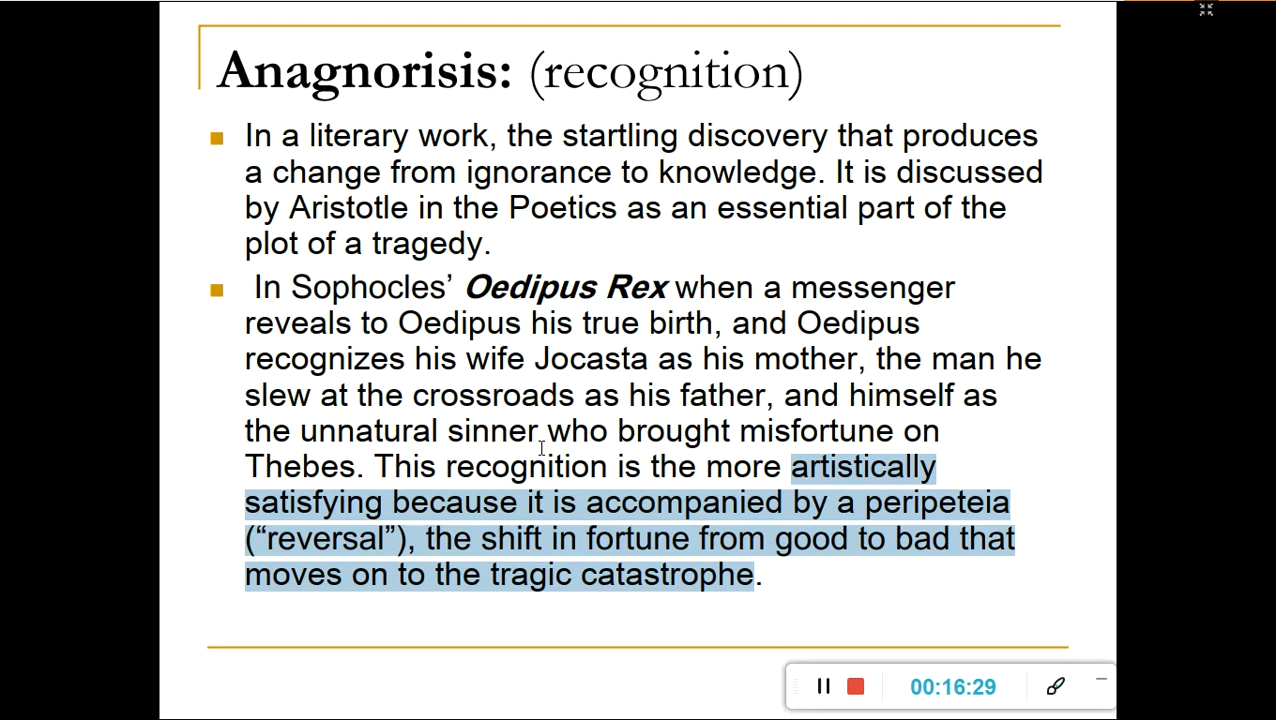 Anagnorisis: (recognition)
In a literary work, the startling discovery that produces
a change from ignorance to knowledge. It is discussed
by Aristotle in the Poetics as an essential part of the
plot of a tragedy.
In Sophocles’ Oedipus Rex when a messenger
reveals to Oedipus his true birth, and Oedipus
recognizes his wife Jocasta as his mother, the man he
slew at the crossroads as his father, and himself as
the unnatural sinner who brought misfortune on
Thebes. This recognition is the more artistically
satisfying because it is accompanied by a peripeteia
(“reversal”), the shift in fortune from good to bad that
moves on to the tragic catastrophe.
00:16:29